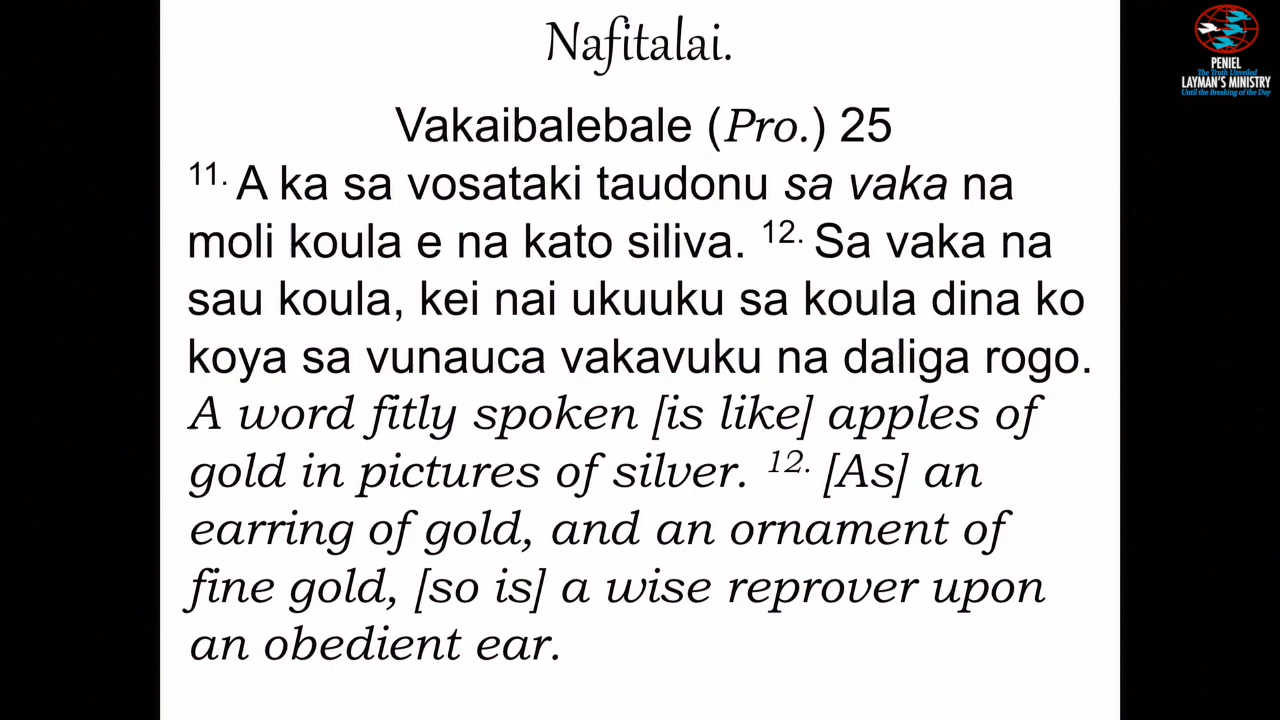 Nafitalai.
PENIEL
The Truth Unveiled
LAYMAN'S MINISTRY
Until the Breaking of the Day
Vakaibalebale (Pro.) 25
11. A ka sa vosataki taudonu sa vaka na
moli koula e na kato siliva. 12. Sa vaka na
sau koula, kei nai ukuuku sa koula dina ko
koya sa vunauca vakavuku na daliga rogo.
A word fitly spoken [is like] apples of
gold in pictures of silver. 12. [As] an
earring of gold, and an ornament of
fine gold, [so is] a wise reprover upon
an obedient ear.